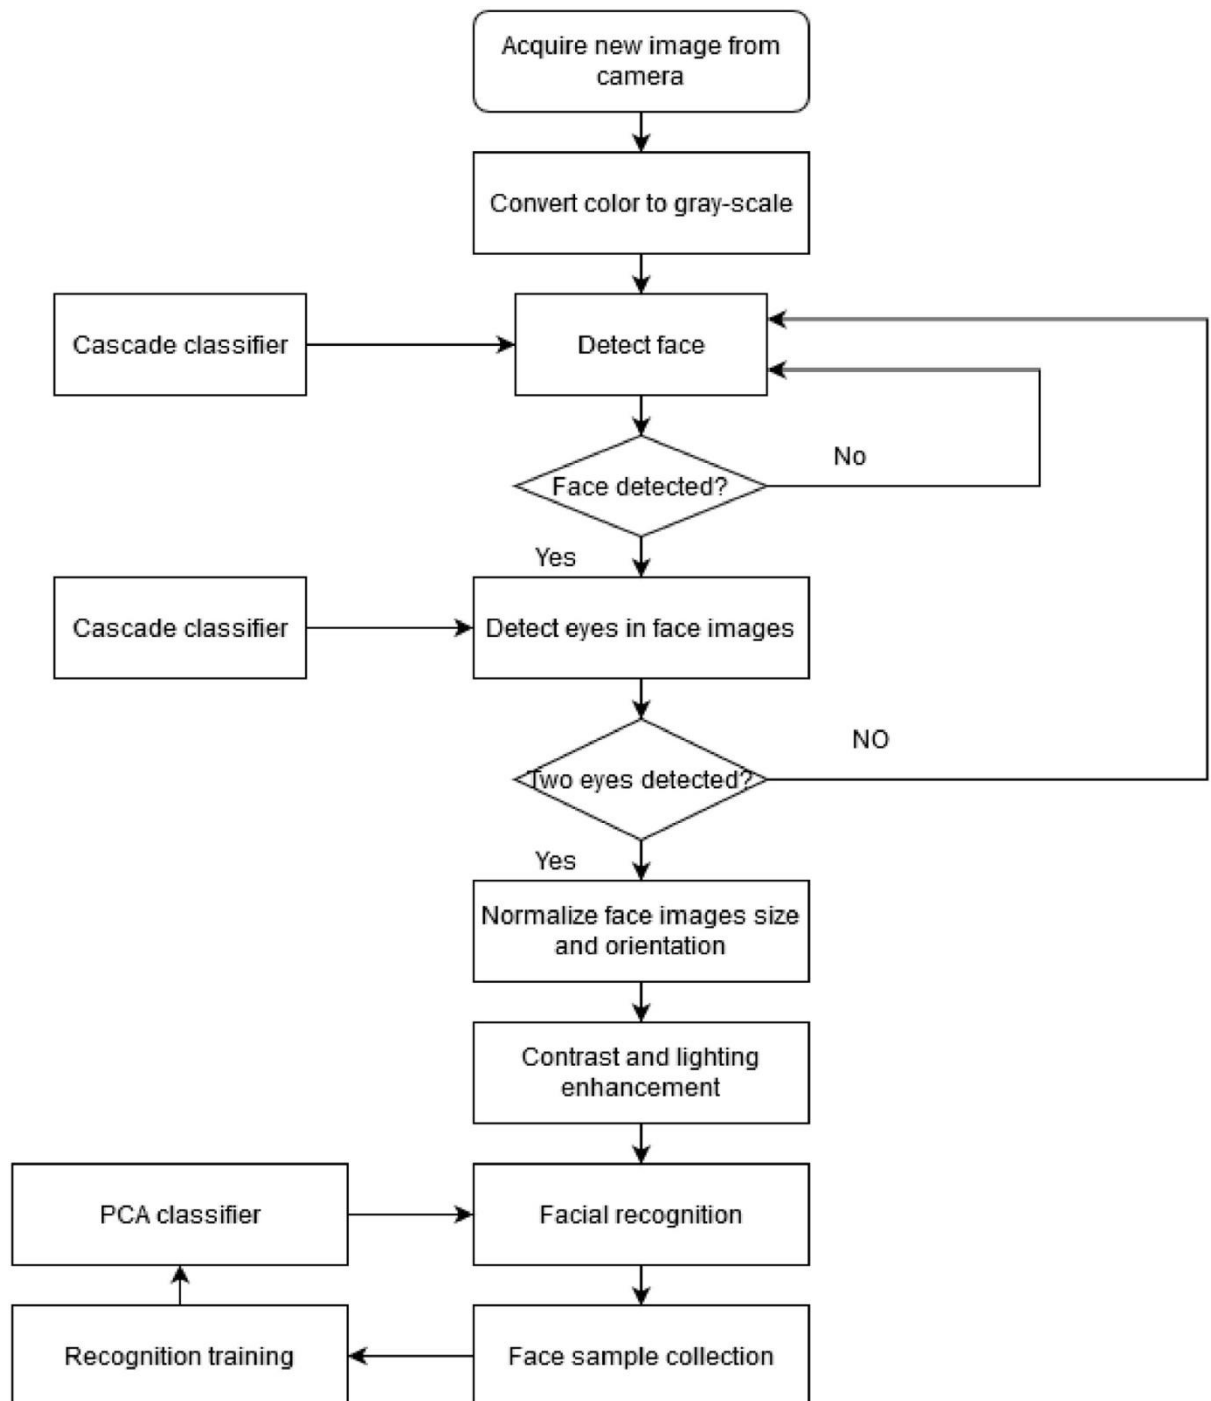 Acquire new image from
camera
Convert color to gray-scale
Cascade classifier
Detect face
No
Face detected?
Yes
Cascade classifier
Detect eyes in face images
NO
Two eyes detected?
Yes
Normalize face images size
and orientation
Contrast and lighting
enhancement
PCA classifier
Facial recognition
Recognition training
Face sample collection